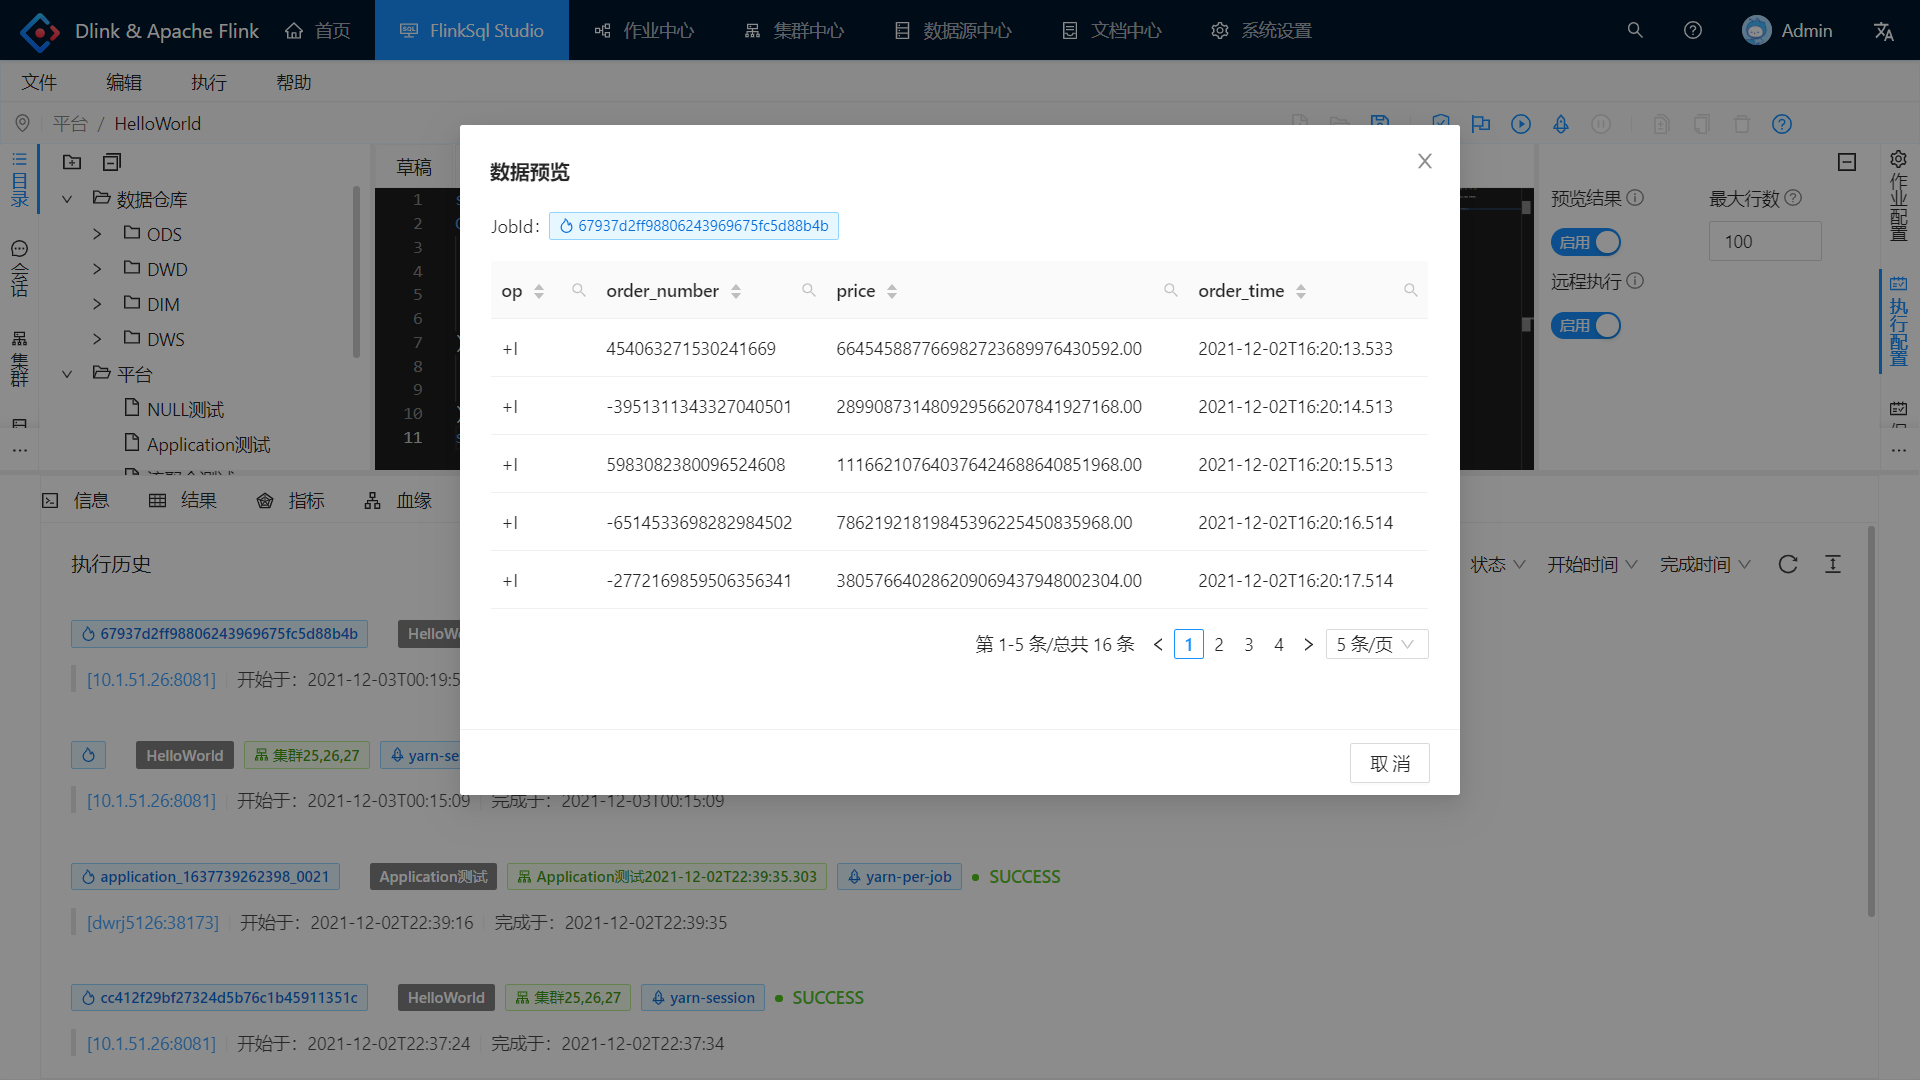 Dlink & Apache Flink 首页 FlinkSql Studio 作业中心 集群中心 数据源中心 文档中心 系统设置 Admin
文件 编辑 执行 帮助
平台 / HelloWorld
目录
会话
集群
数据仓库
ODS
DWD
DIM
DWS
平台
NULL测试
Application测试
草稿
1
2
3
4
5
6
7
8
9
10
11
数据预览
JobId: 67937d2ff98806243969675fc5d88b4b
op order_number price order_time
+I 454063271530241669 664545887766982723689976430592.00 2021-12-02T16:20:13.533
+I -3951311343327040501 289908731480929566207841927168.00 2021-12-02T16:20:14.513
+I 5983082380096524608 111662107640376424688640851968.00 2021-12-02T16:20:15.513
+I -6514533698282984502 78621921819845396225450835968.00 2021-12-02T16:20:16.514
+I -2772169859506356341 380576640286209069437948002304.00 2021-12-02T16:20:17.514
第 1-5 条/总共 16 条 1 2 3 4 5 条/页
取 消
预览结果 最大行数
启用 100
远程执行
启用
作业配置
执行配置
信息 结果 指标 血缘
执行历史 状态 开始时间 完成时间
67937d2ff98806243969675fc5d88b4b
[10.1.51.26:8081] 开始于：2021-12-03T00:19:5
HelloWorld 集群25,26,27 yarn-se
[10.1.51.26:8081] 开始于：2021-12-03T00:15:09 完成于：2021-12-03T00:15:09
application_1637739262398_0021 Application测试 Application测试2021-12-02T22:39:35.303 yarn-per-job SUCCESS
[dwrj5126:38173] 开始于：2021-12-02T22:39:16 完成于：2021-12-02T22:39:35
cc412f29bf27324d5b76c1b45911351c HelloWorld 集群25,26,27 yarn-session SUCCESS
[10.1.51.26:8081] 开始于：2021-12-02T22:37:24 完成于：2021-12-02T22:37:34